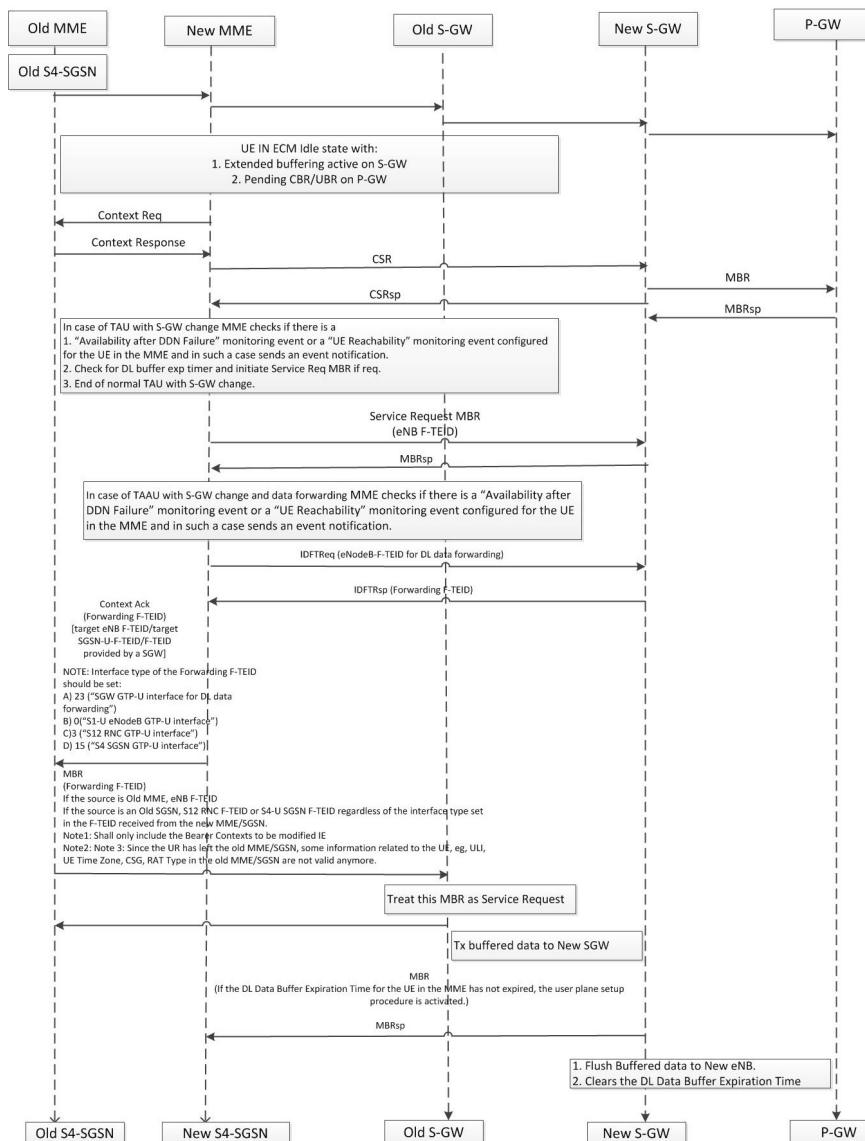 Old MME
New MME
Old S-GW
New S-GW
P-GW
Old S4-SGSN
UE IN ECM Idle state with:
1. Extended buffering active on S-GW
2. Pending CBR/UBR on P-GW
Context Req
Context Response
CSR
MBR
CSRsp
MBRsp
In case of TAU with S-GW change MME checks if there is a
1. “Availability after DDN Failure” monitoring event or a “UE Reachability” monitoring event configured
for the UE in the MME and in such a case sends an event notification.
2. Check for DL buffer exp timer and initiate Service Req MBR if req.
3. End of normal TAU with S-GW change.
Service Request MBR
(eNB F-TEID)
MBRsp
In case of TAAU with S-GW change and data forwarding MME checks if there is a “Availability after
DDN Failure” monitoring event or a “UE Reachability” monitoring event configured for the UE
in the MME and in such a case sends an event notification.
IDFTReq (eNodeB-F-TEID for DL data forwarding)
IDFTRsp (Forwarding F-TEID)
Context Ack
(Forwarding F-TEID)
[target eNB F-TEID/target
SGSN-U-F-TEID/F-TEID
provided by a SGW]
NOTE: Interface type of the Forwarding F-TEID
should be set:
A) 23 (“SGW GTP-U interface for DL data
forwarding”)
B) 0(“S1-U eNodeB GTP-U interface”)
C)3 (“S12 RNC GTP-U interface”)
D) 15 (“S4 SGSN GTP-U interface”)
MBR
(Forwarding F-TEID)
If the source is Old MME, eNB F-TEID
If the source is an Old SGSN, S12 RNC F-TEID or S4-U SGSN F-TEID regardless of the interface type set
in the F-TEID received from the new MME/SGSN.
Note1: Shall only include the Bearer Contexts to be modified IE
Note2: Note 3: Since the UR has left the old MME/SGSN, some information related to the UE, eg, ULI,
UE Time Zone, CSG, RAT Type in the old MME/SGSN are not valid anymore.
Treat this MBR as Service Request
Tx buffered data to New SGW
MBR
(If the DL Data Buffer Expiration Time for the UE in the MME has not expired, the user plane setup
procedure is activated.)
MBRsp
1. Flush Buffered data to New eNB.
2. Clears the DL Data Buffer Expiration Time
Old S4-SGSN
New S4-SGSN
Old S-GW
New S-GW
P-GW